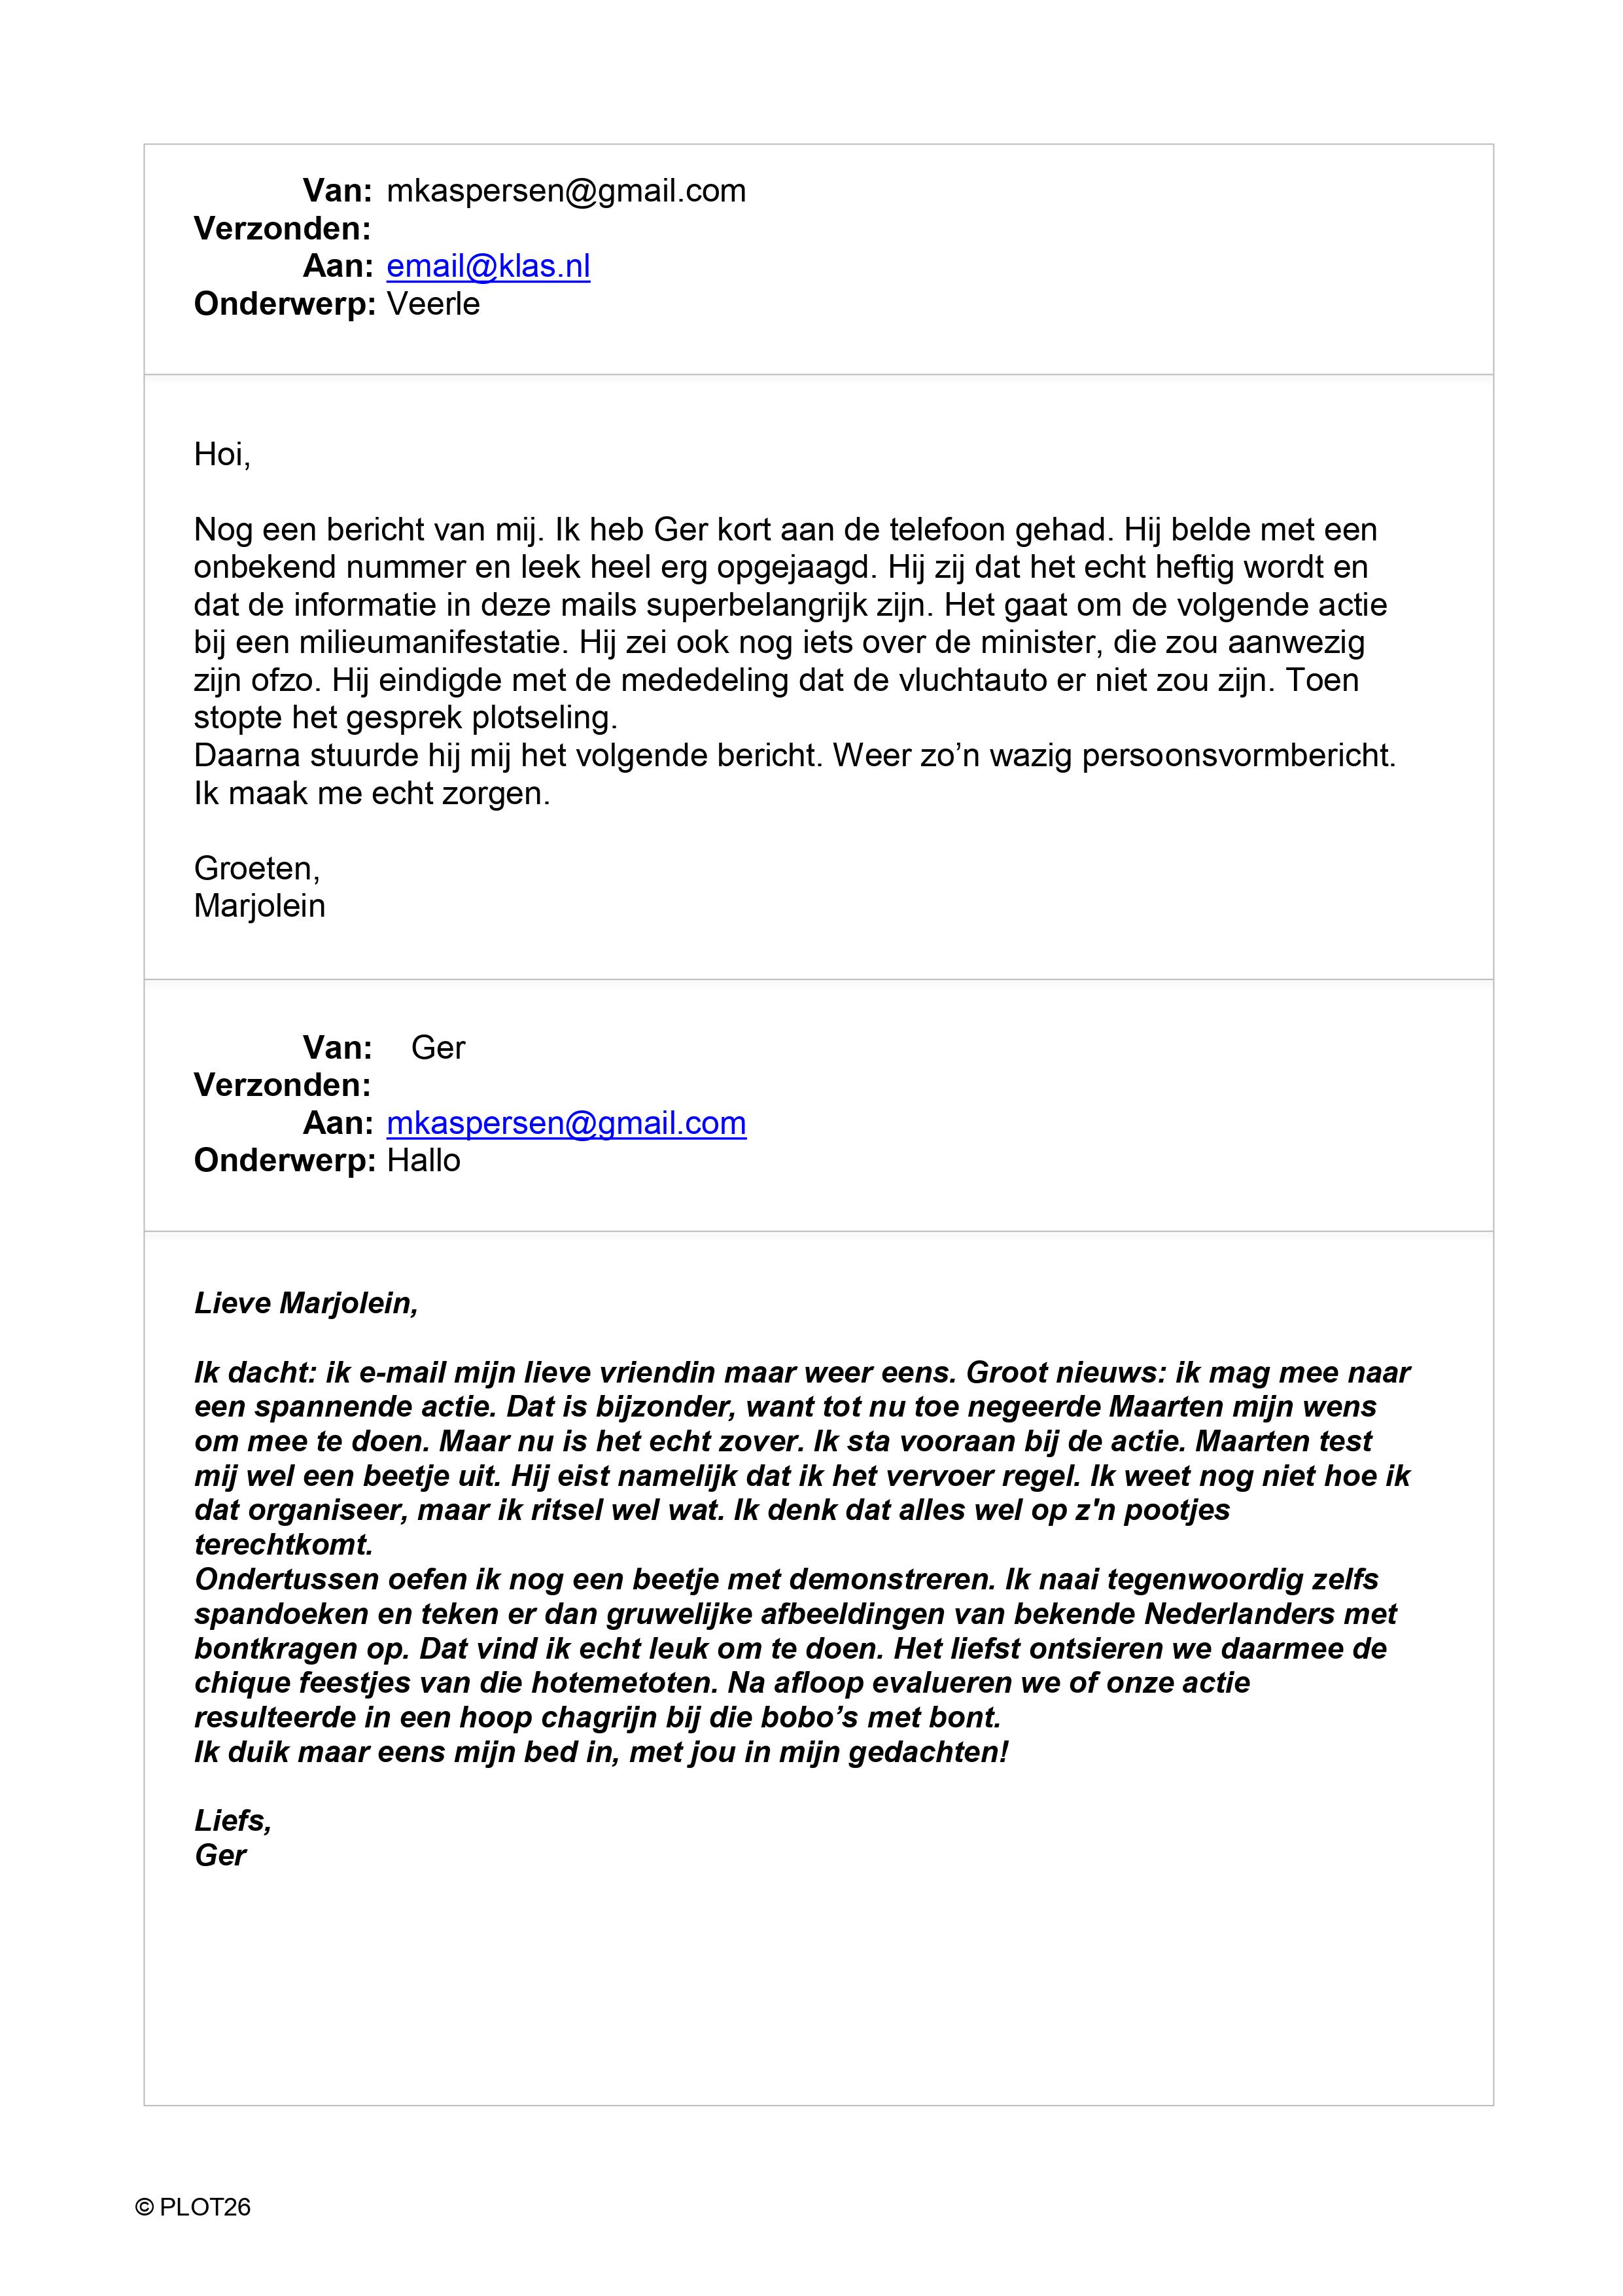 Van: mkaspersen@gmail.com
Verzonden:
Aan: email@klas.nl
Onderwerp: Veerle
Hoi,
Nog een bericht van mij. Ik heb Ger kort aan de telefoon gehad. Hij belde met een
onbekend nummer en leek heel erg opgejaagd. Hij zij dat het echt heftig wordt en
dat de informatie in deze mails superbelangrijk zijn. Het gaat om de volgende actie
bij een milieumanifestatie. Hij zei ook nog iets over de minister, die zou aanwezig
zijn ofzo. Hij eindigde met de mededeling dat de vluchtauto er niet zou zijn. Toen
stopte het gesprek plotseling.
Daarna stuurde hij mij het volgende bericht. Weer zo’n wazig persoonsvormbericht.
Ik maak me echt zorgen.
Groeten,
Marjolein
Van: Ger
Verzonden:
Aan: mkaspersen@gmail.com
Onderwerp: Hallo
Lieve Marjolein,
Ik dacht: ik e-mail mijn lieve vriendin maar weer eens. Groot nieuws: ik mag mee naar
een spannende actie. Dat is bijzonder, want tot nu toe negeerde Maarten mijn wens
om mee te doen. Maar nu is het echt zover. Ik sta vooraan bij de actie. Maarten test
mij wel een beetje uit. Hij eist namelijk dat ik het vervoer regel. Ik weet nog niet hoe ik
dat organiseer, maar ik ritsel wel wat. Ik denk dat alles wel op z'n pootjes
terechtkomt.
Ondertussen oefen ik nog een beetje met demonstreren. Ik naai tegenwoordig zelfs
spandoeken en teken er dan gruwelijke afbeeldingen van bekende Nederlanders met
bontkragen op. Dat vind ik echt leuk om te doen. Het liefst ontsieren we daarmee de
chique feestjes van die hotemetoten. Na afloop evalueren we of onze actie
resulteerde in een hoop chagrijn bij die bobo’s met bont.
Ik duik maar eens mijn bed in, met jou in mijn gedachten!
Liefs,
Ger
© PLOT26